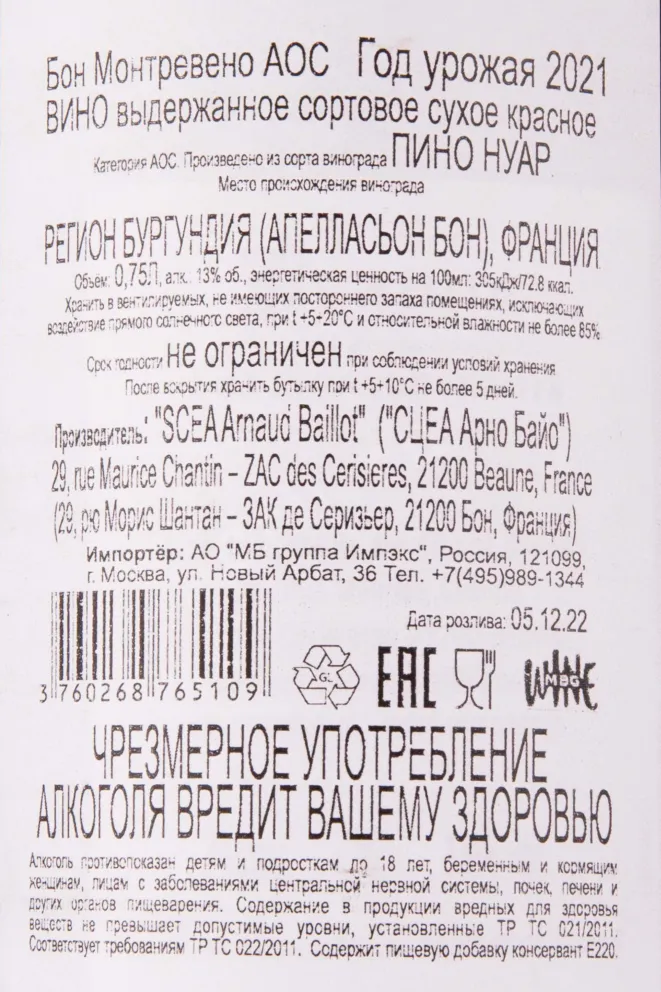 Бон Монтревено АОС Год урожая 2021
ВИНО выдержанное сортовое сухое красное
Категория АОС. Произведено из сорта винограда ПИНО НУАР
Место происхождения винограда
РЕГИОН БУРГУНДИЯ (АПЕЛЛАСЬОН БОН), ФРАНЦИЯ
Объём: 0,75Л, алк. 13% об., энергетическая ценность на 100мл: 305кДж/72.8 ккал.
Хранить в вентилируемых, не имеющих постороннего запаха помещениях, исключающих
воздействие прямого солнечного света, при t +5+20°С и относительной влажности не более 85%.
Срок годности не ограничен при соблюдении условий хранения
После вскрытия хранить бутылку при t +5+10°С не более 5 дней.
Производитель: "SCEA Arnaud Baillot" ("СЦЕА Арно Байо")
29, rue Maurice Chantin – ZAC des Cerisieres, 21200 Beaune, France
(29, рю Морис Шантан – ЗАК де Серизьер, 21200 Бон, Франция)
Импортёр: АО "МБ группа Импэкс", Россия, 121099,
г. Москва, ул. Новый Арбат, 36 Тел. +7(495)989-1344
Дата розлива: 05.12.22
3 760268 765109
GL
EAC
WINE
MBG
ЧРЕЗМЕРНОЕ УПОТРЕБЛЕНИЕ
АЛКОГОЛЯ ВРЕДИТ ВАШЕМУ ЗДОРОВЬЮ
Алкоголь противопоказан детям и подросткам до 18 лет, беременным и кормящим
женщинам, лицам с заболеваниями центральной нервной системы, почек, печени и
других органов пищеварения. Содержание в продукции вредных для здоровья
веществ не превышает допустимые уровни, установленные ТР ТС 021/2011.
Соответствует требованиям ТР ТС 022/2011. Содержит пищевую добавку консервант Е220.